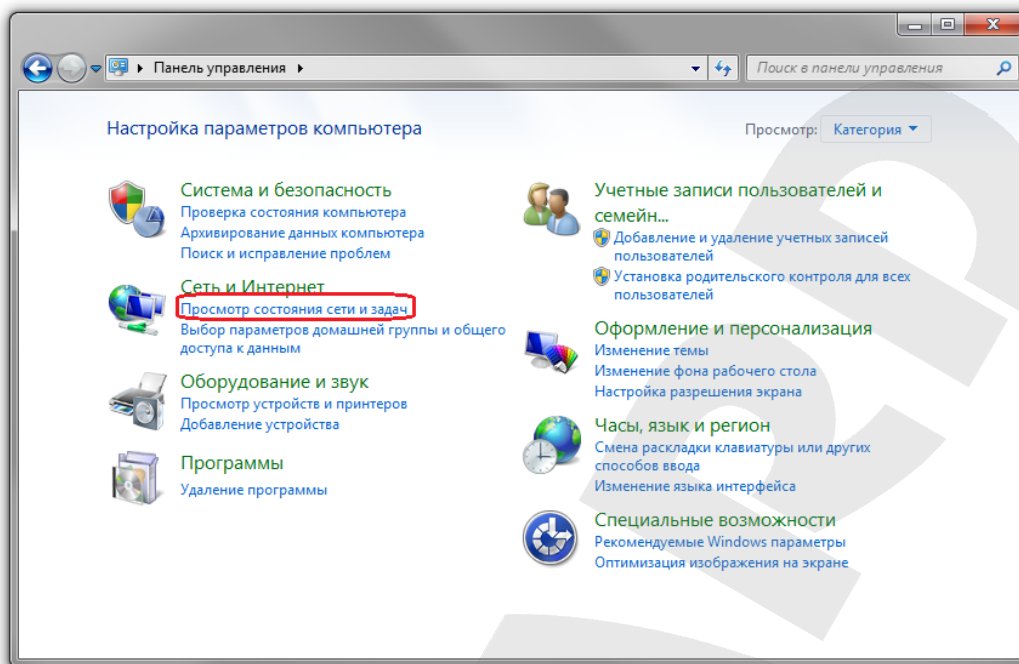 Панель управления
Поиск в панели управления
Настройка параметров компьютера
Просмотр: Категория
Система и безопасность
Проверка состояния компьютера
Архивирование данных компьютера
Поиск и исправление проблем
Сеть и Интернет
Просмотр состояния сети и задач
Выбор параметров домашней группы и общего
доступа к данным
Оборудование и звук
Просмотр устройств и принтеров
Добавление устройства
Программы
Удаление программы
Учетные записи пользователей и
семейн...
Добавление и удаление учетных записей
пользователей
Установка родительского контроля для всех
пользователей
Оформление и персонализация
Изменение темы
Изменение фона рабочего стола
Настройка разрешения экрана
Часы, язык и регион
Смена раскладки клавиатуры или других
способов ввода
Изменение языка интерфейса
Специальные возможности
Рекомендуемые Windows параметры
Оптимизация изображения на экране